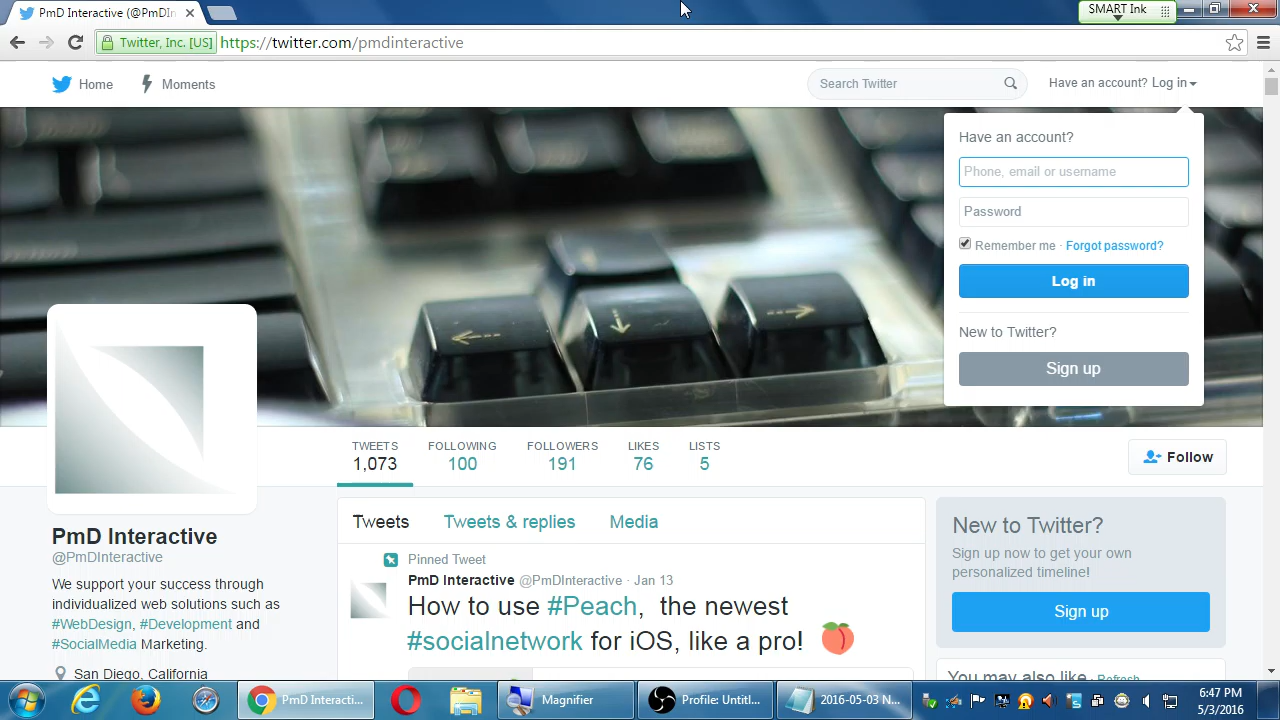 PmD Interactive (@PmDIn
SMART Ink
Twitter, Inc. [US]
https://twitter.com/pmdinteractive
Home
Moments
Search Twitter
Have an account? Log in
Have an account?
Phone, email or username
Password
Remember me · Forgot password?
Log in
New to Twitter?
Sign up
TWEETS
1,073
FOLLOWING
100
FOLLOWERS
191
LIKES
76
LISTS
5
Follow
PmD Interactive
@PmDInteractive
We support your success through
individualized web solutions such as
#WebDesign, #Development and
#SocialMedia Marketing.
San Diego, California
Tweets
Tweets & replies
Media
Pinned Tweet
PmD Interactive @PmDInteractive · Jan 13
How to use #Peach, the newest
#socialnetwork for iOS, like a pro!
New to Twitter?
Sign up now to get your own
personalized timeline!
Sign up
You may also like · Refresh
PmD Interacti...
Magnifier
Profile: Untitl...
2016-05-03 N...
6:47 PM
5/3/2016